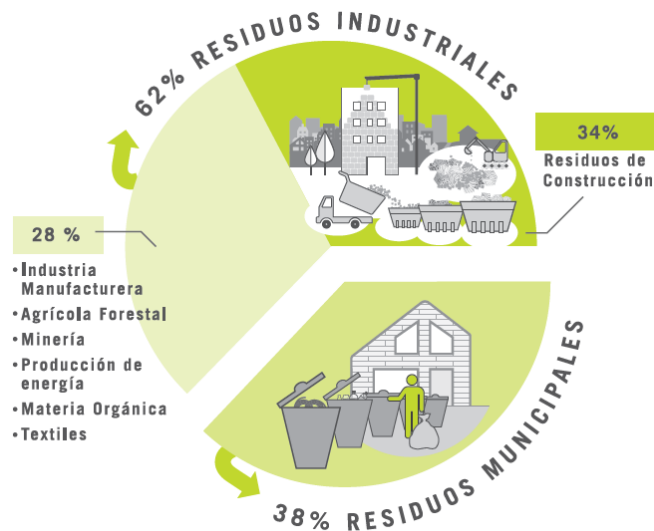 62% RESIDUOS INDUSTRIALES
34%
Residuos de
Construcción
28 %
•Industria
Manufacturera
•Agrícola Forestal
•Minería
•Producción de
energía
•Materia Orgánica
•Textiles
38% RESIDUOS MUNICIPALES